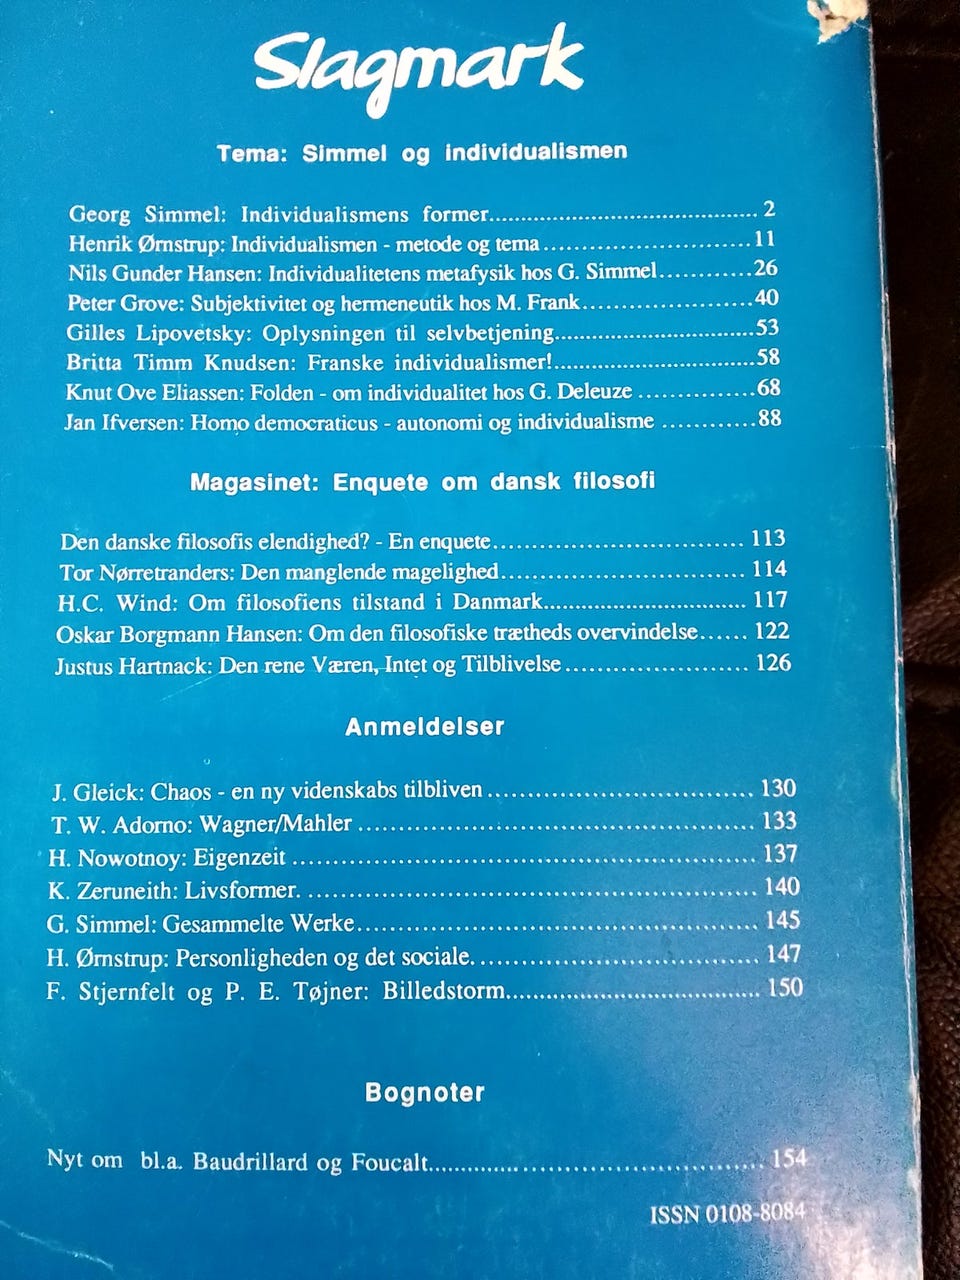 Slagmark
Tema: Simmel og individualismen
Georg Simmel: Individualismens former............................................ 2
Henrik Ørnstrup: Individualismen - metode og tema..........................11
Nils Gunder Hansen: Individualitetens metafysik hos G. Simmel............26
Peter Grove: Subjektivitet og hermeneutik hos M. Frank.....................40
Gilles Lipovetsky: Oplysningen til selvbetjening...............................53
Britta Timm Knudsen: Franske individualismer!...............................58
Knut Ove Eliassen: Folden - om individualitet hos G. Deleuze ...............68
Jan Ifversen: Homo democraticus - autonomi og individualisme ............88
Magasinet: Enquete om dansk filosofi
Den danske filosofis elendighed? - En enquete............................... 113
Tor Nørretranders: Den manglende magelighed............................... 114
H.C. Wind: Om filosofiens tilstand i Danmark................................ 117
Oskar Borgmann Hansen: Om den filosofiske trætheds overvindelse...... 122
Justus Hartnack: Den rene Væren, Intet og Tilblivelse....................... 126
Anmeldelser
J. Gleick: Chaos - en ny videnskabs tilbliven ................................. 130
T. W. Adorno: Wagner/Mahler ................................................. 133
H. Nowotnoy: Eigenzeit ......................................................... 137
K. Zeruneith: Livsformer. ....................................................... 140
G. Simmel: Gesammelte Werke.................................................. 145
H. Ørnstrup: Personligheden og det sociale.................................... 147
F. Stjernfelt og P. E. Tøjner: Billedstorm...................................... 150
Bognoter
Nyt om bl.a. Baudrillard og Foucalt............................................ 154
ISSN 0108-8084